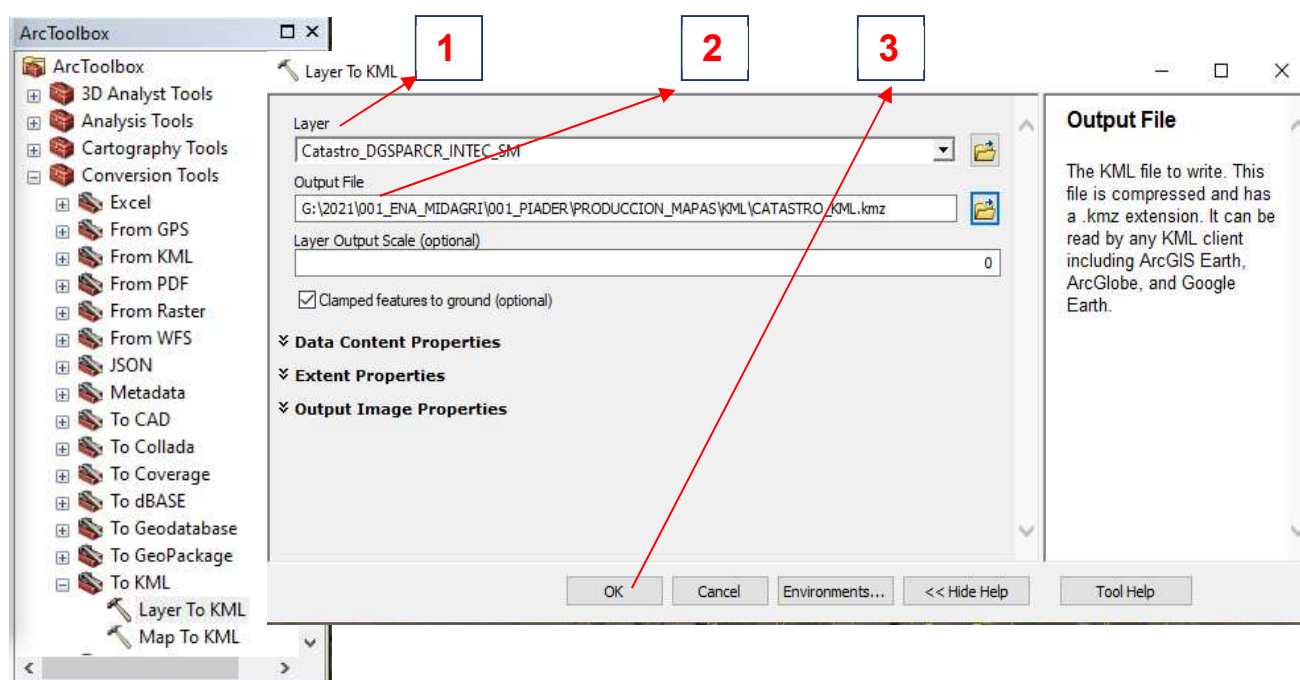 ArcToolbox
ArcToolbox
3D Analyst Tools
Analysis Tools
Cartography Tools
Conversion Tools
Excel
From GPS
From KML
From PDF
From Raster
From WFS
JSON
Metadata
To CAD
To Collada
To Coverage
To dBASE
To Geodatabase
To GeoPackage
To KML
Layer To KML
Map To KML
1
2
3
Layer To KML
Layer
Catastro_DGSPARCR_INTEC_SM
Output File
G:\2021\001_ENA_MIDAGRI\001_PIADER\PRODUCCION_MAPAS\KML\CATASTRO_KML.kmz
Layer Output Scale (optional)
0
Clamped features to ground (optional)
Data Content Properties
Extent Properties
Output Image Properties
OK
Cancel
Environments...
<< Hide Help
Output File
The KML file to write. This
file is compressed and has
a .kmz extension. It can be
read by any KML client
including ArcGIS Earth,
ArcGlobe, and Google
Earth.
Tool Help